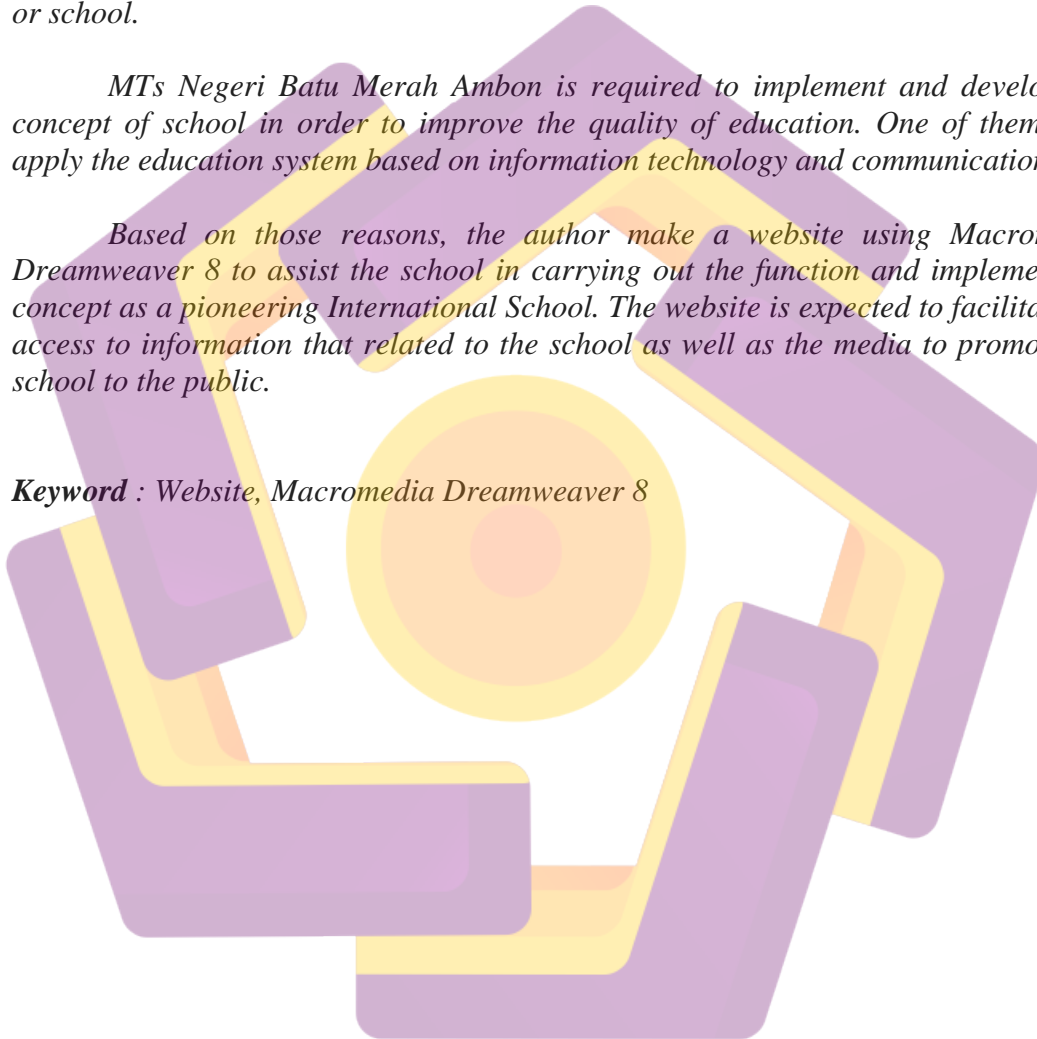 or school.
MTs Negeri Batu Merah Ambon is required to implement and develo
concept of school in order to improve the quality of education. One of them
apply the education system based on information technology and communication
Based on those reasons, the author make a website using Macro
Dreamweaver 8 to assist the school in carrying out the function and impleme
concept as a pioneering International School. The website is expected to facilita
access to information that related to the school as well as the media to promo
school to the public.
Keyword : Website, Macromedia Dreamweaver 8